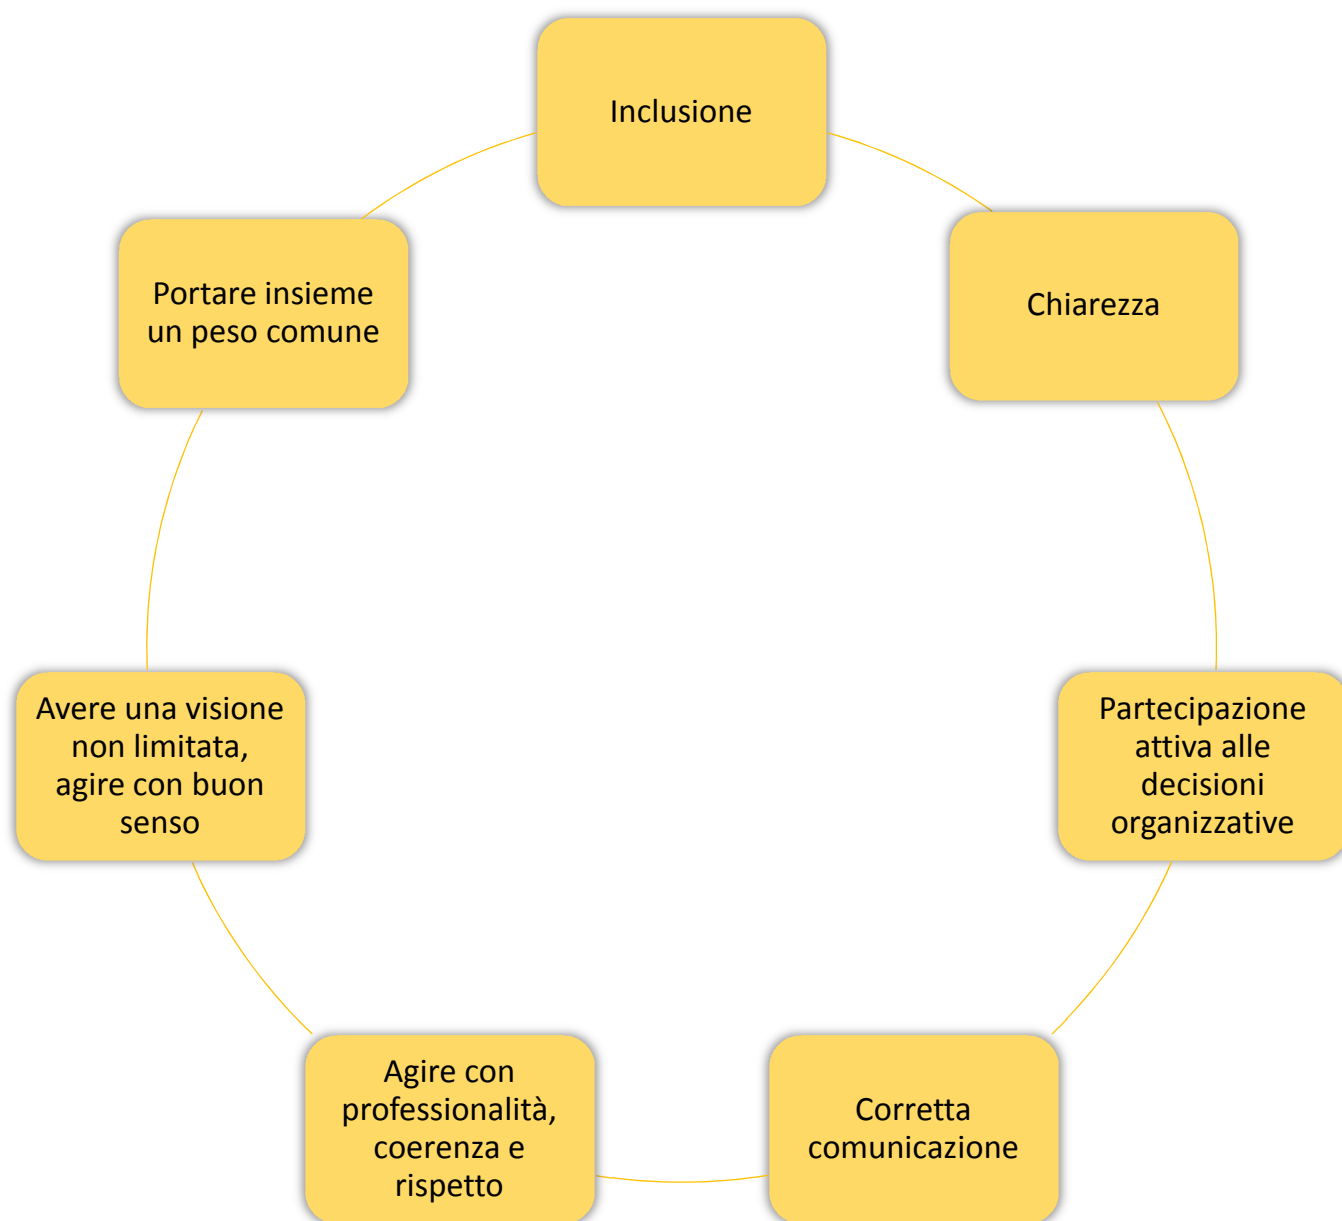 Inclusione
Chiarezza
Partecipazione
attiva alle
decisioni
organizzative
Corretta
comunicazione
Agire con
professionalità,
coerenza e
rispetto
Avere una visione
non limitata,
agire con buon
senso
Portare insieme
un peso comune